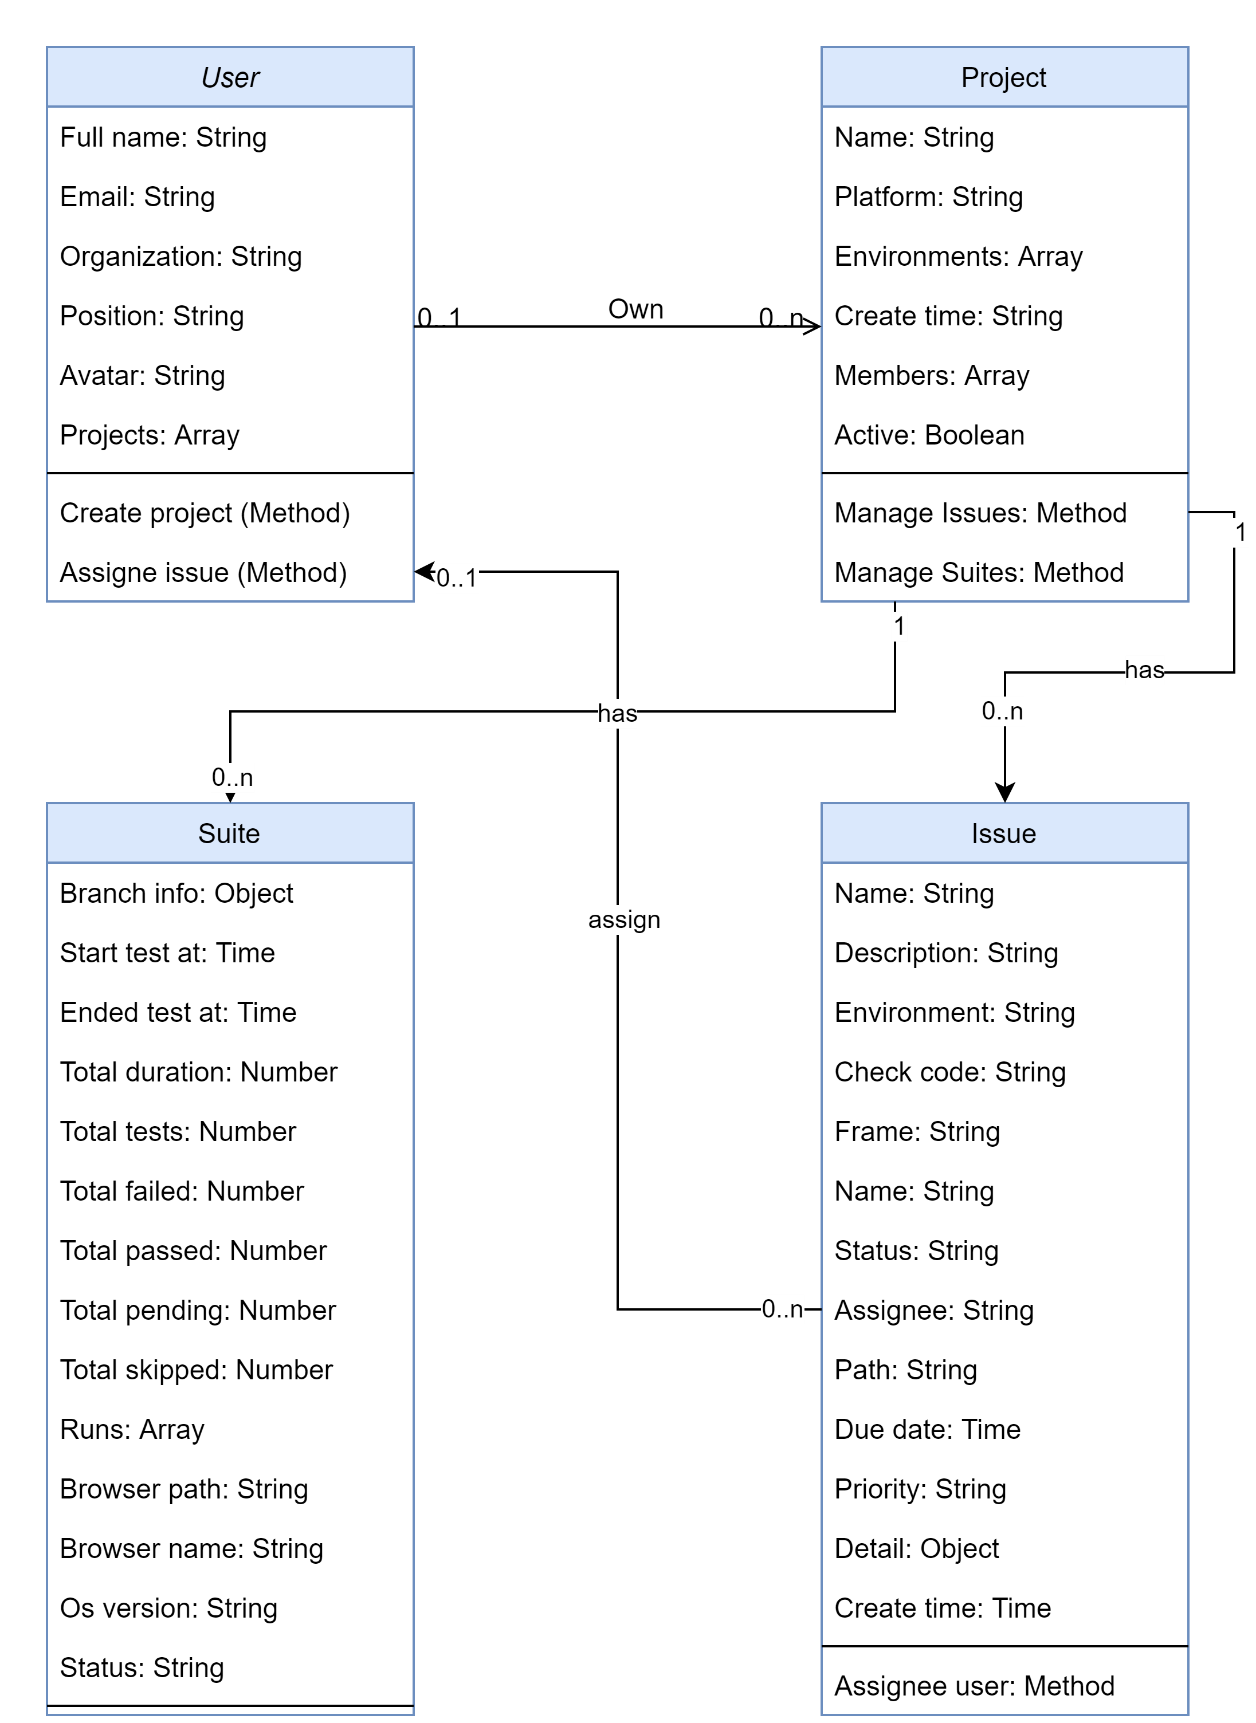 User
Full name: String
Email: String
Organization: String
Position: String
Avatar: String
Projects: Array
Create project (Method)
Assigne issue (Method)
Project
Name: String
Platform: String
Environments: Array
Create time: String
Members: Array
Active: Boolean
Manage Issues: Method
Manage Suites: Method
0..1
Own
0..n
0..1
1
1
has
0..n
has
0..n
assign
0..n
Suite
Branch info: Object
Start test at: Time
Ended test at: Time
Total duration: Number
Total tests: Number
Total failed: Number
Total passed: Number
Total pending: Number
Total skipped: Number
Runs: Array
Browser path: String
Browser name: String
Os version: String
Status: String
Issue
Name: String
Description: String
Environment: String
Check code: String
Frame: String
Name: String
Status: String
Assignee: String
Path: String
Due date: Time
Priority: String
Detail: Object
Create time: Time
Assignee user: Method